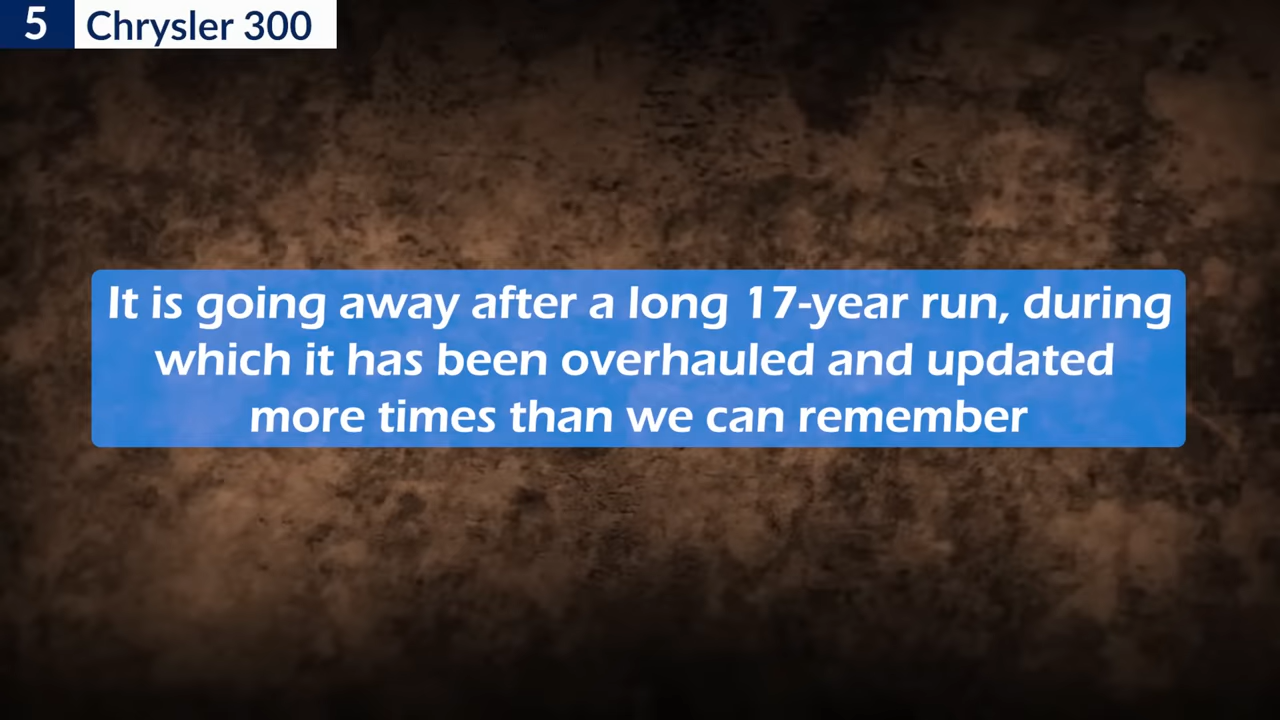 5 Chrysler 300
It is going away after a long 17-year run, during
which it has been overhauled and updated
more times than we can remember